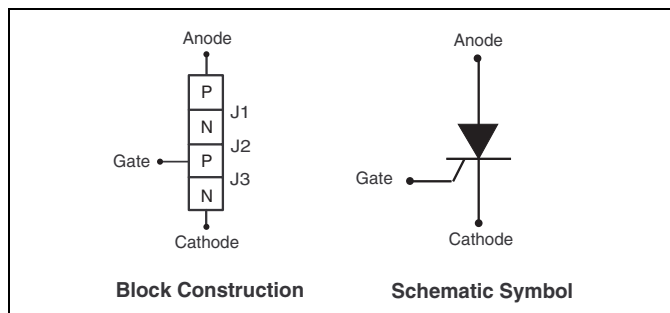 Anode
P
J1
N
J2
Gate
P
J3
N
Cathode
Block Construction
Anode
Gate
Cathode
Schematic Symbol